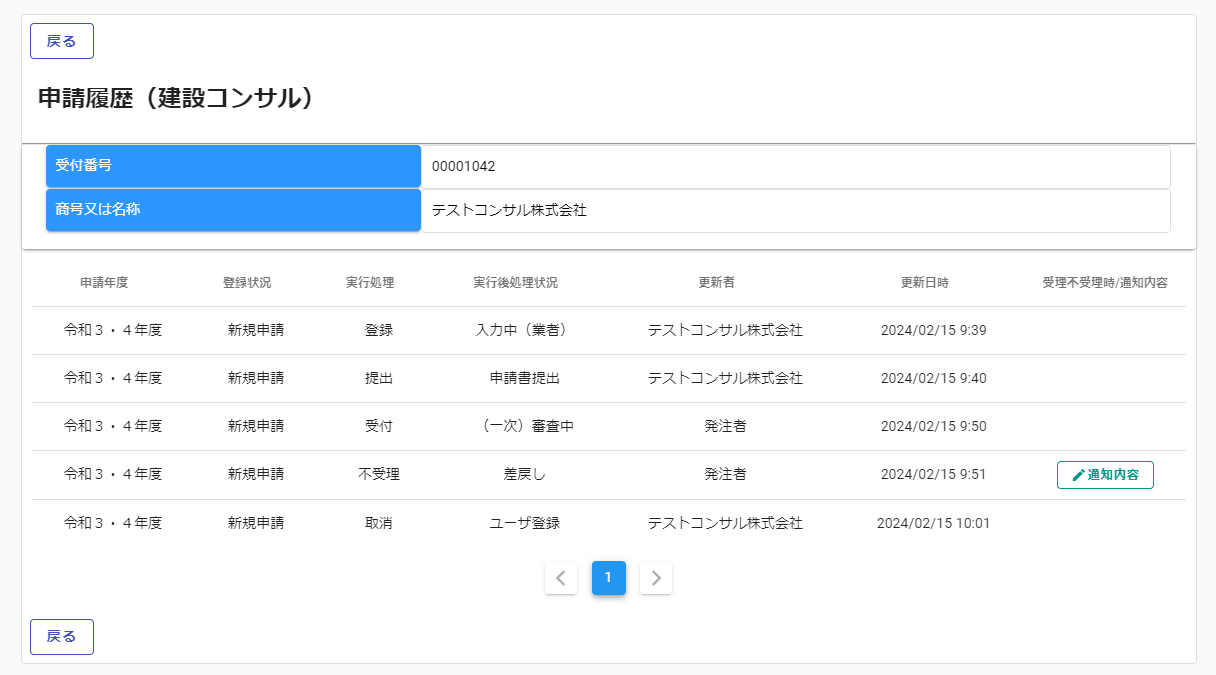 戻る
申請履歴（建設コンサル）
受付番号 00001042
商号又は名称 テストコンサル株式会社
申請年度 登録状況 実行処理 実行後処理状況 更新者 更新日時 受理不受理時/通知内容
令和３・４年度 新規申請 登録 入力中（業者） テストコンサル株式会社 2024/02/15 9:39
令和３・４年度 新規申請 提出 申請書提出 テストコンサル株式会社 2024/02/15 9:40
令和３・４年度 新規申請 受付 （一次）審査中 発注者 2024/02/15 9:50
令和３・４年度 新規申請 不受理 差戻し 発注者 2024/02/15 9:51 通知内容
令和３・４年度 新規申請 取消 ユーザ登録 テストコンサル株式会社 2024/02/15 10:01
1
戻る